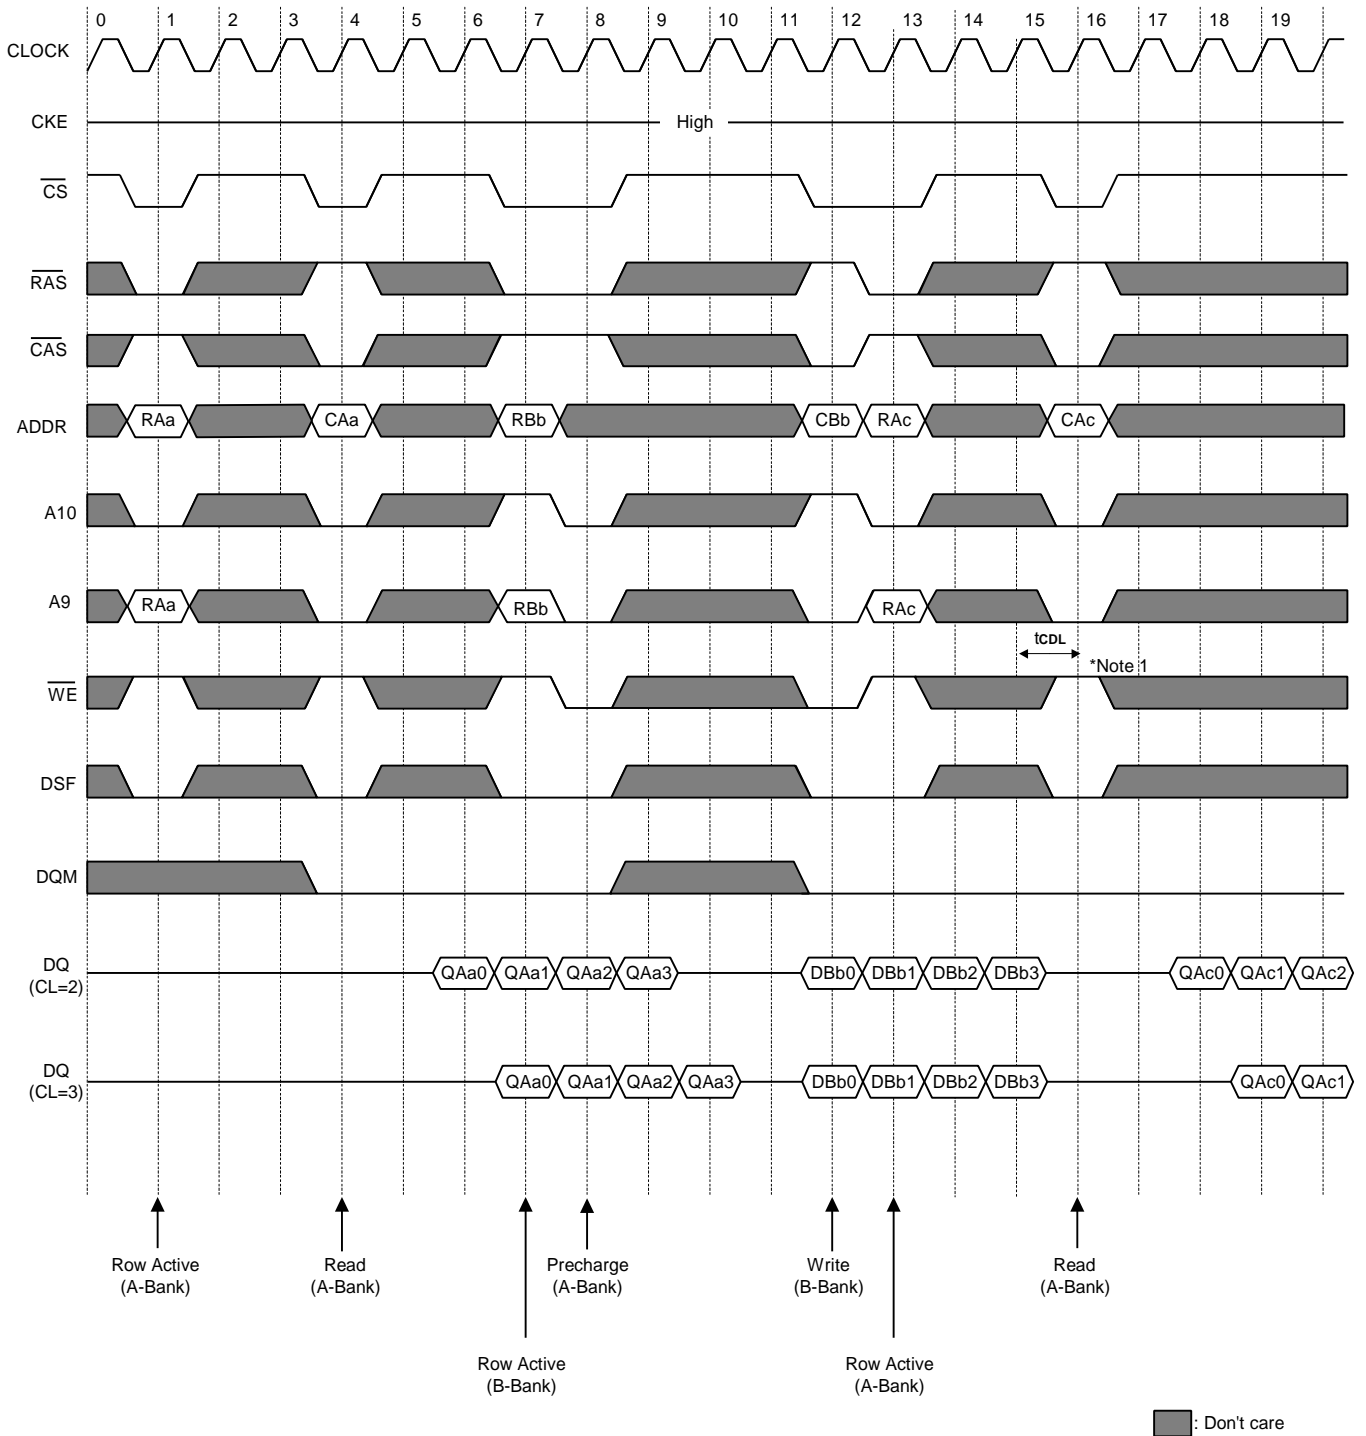 0 1 2 3 4 5 6 7 8 9 10 11 12 13 14 15 16 17 18 19
CLOCK
CKE High
CS
RAS
CAS
ADDR RAa CAa RBb CBb RAc CAc
A10
A9 RAa RBb RAc
tCDL
*Note 1
WE
DSF
DQM
DQ
(CL=2)
QAa0 QAa1 QAa2 QAa3 DBb0 DBb1 DBb2 DBb3 QAc0 QAc1 QAc2
DQ
(CL=3)
QAa0 QAa1 QAa2 QAa3 DBb0 DBb1 DBb2 DBb3 QAc0 QAc1
Row Active
(A-Bank)
Read
(A-Bank)
Precharge
(A-Bank)
Write
(B-Bank)
Read
(A-Bank)
Row Active
(B-Bank)
Row Active
(A-Bank)
: Don't care